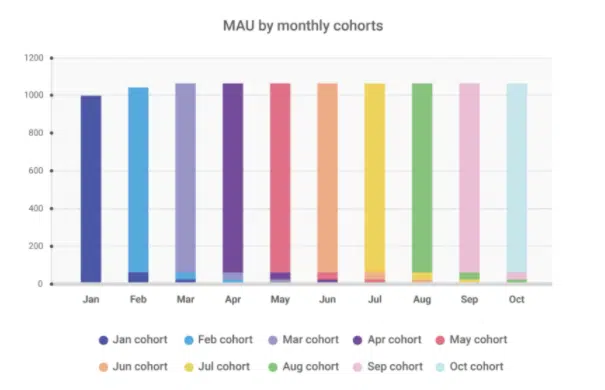 MAU by monthly cohorts
1200
1000
800
600
400
200
0
Jan Feb Mar Apr May Jun Jul Aug Sep Oct
Jan cohort Feb cohort Mar cohort Apr cohort May cohort
Jun cohort Jul cohort Aug cohort Sep cohort Oct cohort